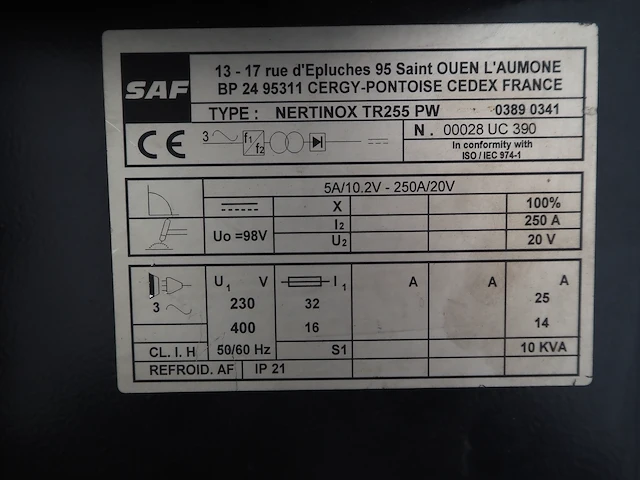 SAF
13 - 17 rue d'Epluches 95 Saint OUEN L'AUMONE
BP 24 95311 CERGY-PONTOISE CEDEX FRANCE
TYPE : NERTINOX TR255 PW 0389 0341
CE 3 f1 f2 N. 00028 UC 390
In conformity with
ISO / IEC 974-1
5A/10.2V - 250A/20V
X 100%
Uo =98V I2 250 A
U2 20 V
3 U1 V I1 A A A
230 32 25
400 16 14
CL. I. H 50/60 Hz S1 10 KVA
REFROID. AF IP 21